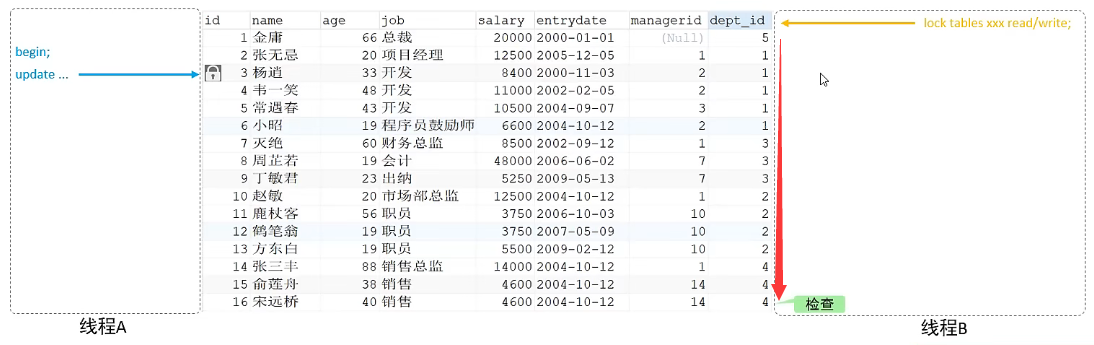 id name age job salary entrydate managerid dept_id
lock tables xxx read/write;
1 金庸 66 总裁 20000 2000-01-01 (Null) 5
begin;
2 张无忌 20 项目经理 12500 2005-12-05 1 1
update ...
3 杨逍 33 开发 8400 2000-11-03 2 1
4 韦一笑 48 开发 11000 2002-02-05 2 1
5 常遇春 43 开发 10500 2004-09-07 3 1
6 小昭 19 程序员鼓励师 6600 2004-10-12 2 1
7 灭绝 60 财务总监 8500 2002-09-12 1 3
8 周芷若 19 会计 48000 2006-06-02 7 3
9 丁敏君 23 出纳 5250 2009-05-13 7 3
10 赵敏 20 市场部总监 12500 2004-10-12 1 2
11 鹿杖客 56 职员 3750 2006-10-03 10 2
12 鹤笔翁 19 职员 3750 2007-05-09 10 2
13 方东白 19 职员 5500 2009-02-12 10 2
14 张三丰 88 销售总监 14000 2004-10-12 1 4
15 俞莲舟 38 销售 4600 2004-10-12 14 4
16 宋远桥 40 销售 4600 2004-10-12 14 4
检查
线程A
线程B